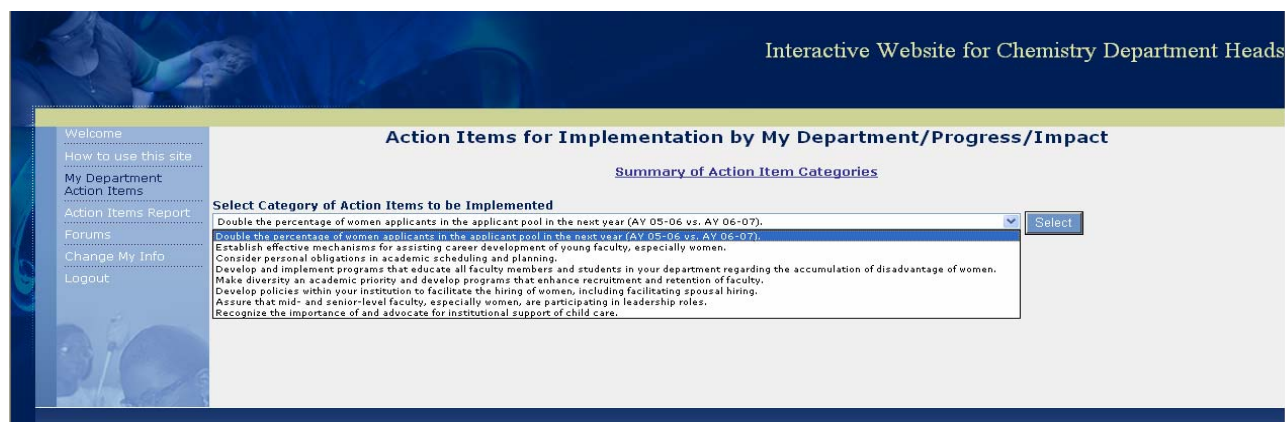 Interactive Website for Chemistry Department Heads
Welcome
How to use this site
My Department
Action Items
Action Items Report
Forums
Change My Info
Logout
Action Items for Implementation by My Department/Progress/Impact
Summary of Action Item Categories
Select Category of Action Items to be Implemented
Double the percentage of women applicants in the applicant pool in the next year (AY 05-06 vs. AY 06-07).
Select
Double the percentage of women applicants in the applicant pool in the next year (AY 05-06 vs. AY 06-07).
Establish effective mechanisms for assisting career development of young faculty, especially women.
Consider personal obligations in academic scheduling and planning.
Develop and implement programs that educate all faculty members and students in your department regarding the accumulation of disadvantage of women.
Make diversity an academic priority and develop programs that enhance recruitment and retention of faculty.
Develop policies within your institution to facilitate the hiring of women, including facilitating spousal hiring.
Assure that mid- and senior-level faculty, especially women, are participating in leadership roles.
Recognize the importance of and advocate for institutional support of child care.